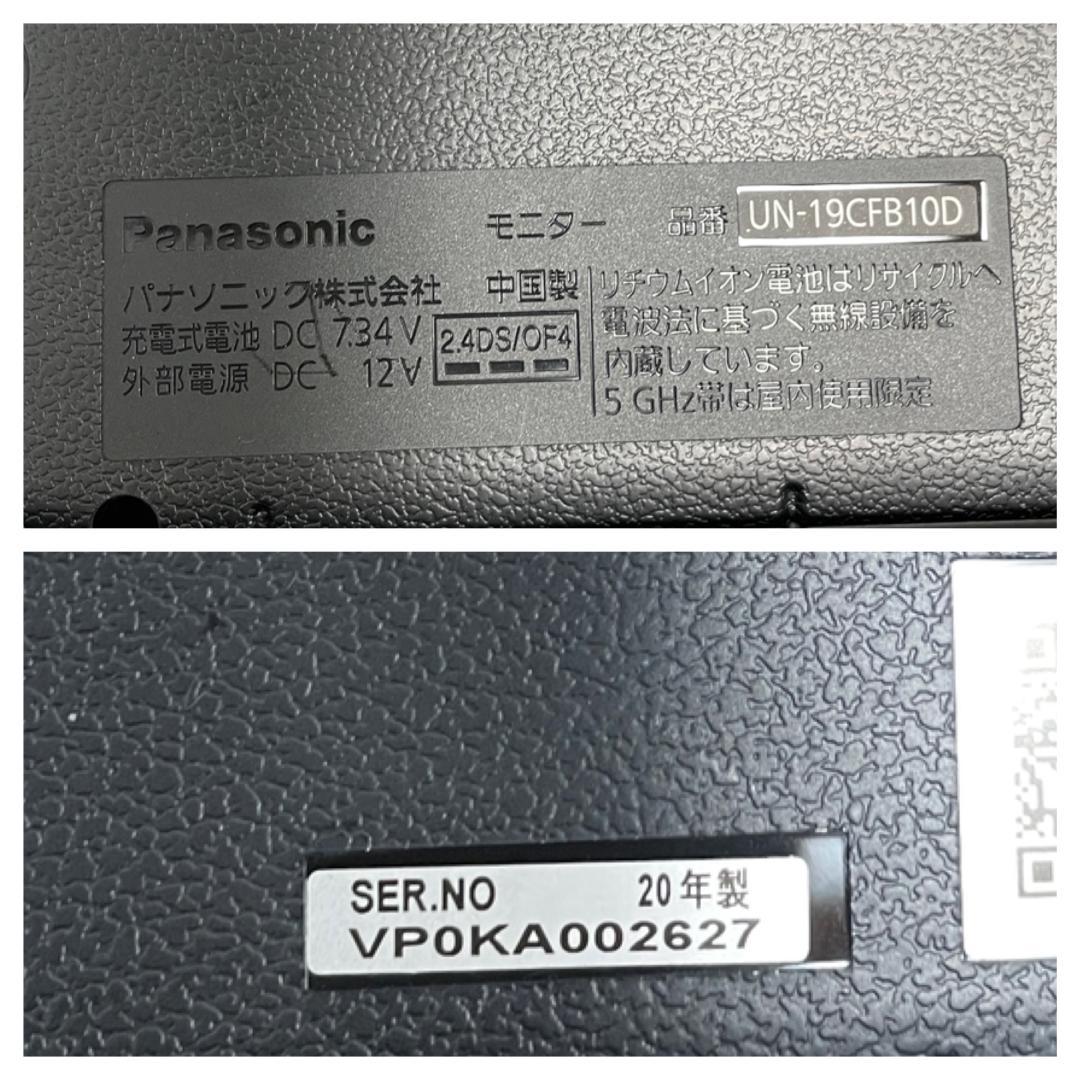 Panasonic モニター 品番 UN-19CFB10D
パナソニック株式会社 中国製
充電式電池 DC 7.34 V
外部電源 DC 12V
2.4DS/OF4
リチウムイオン電池はリサイクルへ
電波法に基づく無線設備を
内蔵しています。
5 GHz帯は屋内使用限定
SER.NO 20年製
VP0KA002627